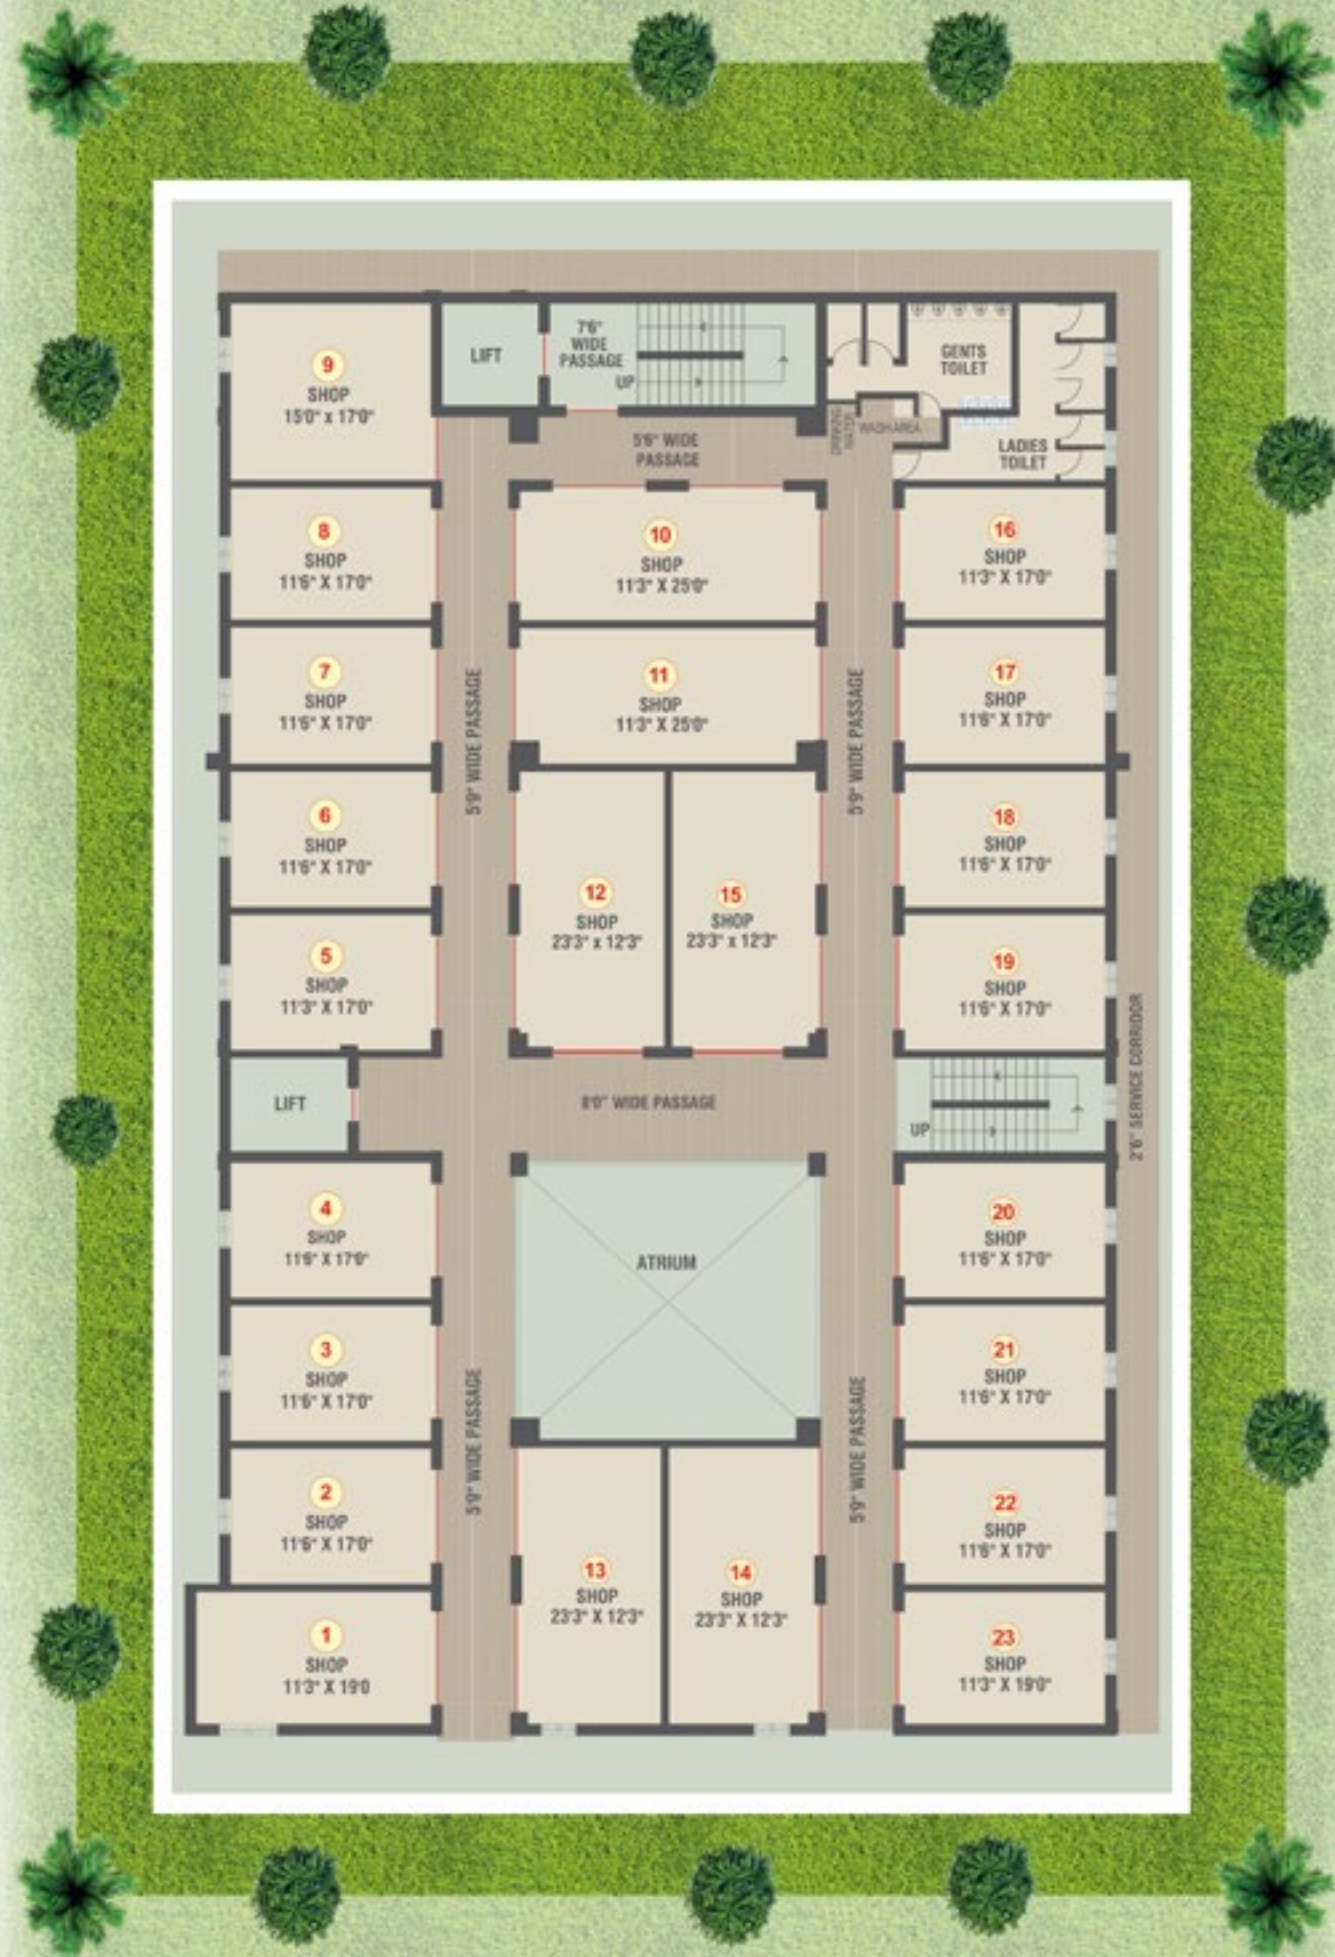 9
SHOP
15'0" x 17'0"
LIFT
7'6"
WIDE
PASSAGE
UP
GENTS
TOILET
DRINKING
WATER
WASH AREA
LADIES
TOILET
5'6" WIDE
PASSAGE
8
SHOP
11'6" X 17'0"
10
SHOP
11'3" X 25'0"
16
SHOP
11'3" X 17'0"
7
SHOP
11'6" X 17'0"
5'9" WIDE PASSAGE
11
SHOP
11'3" X 25'0"
5'9" WIDE PASSAGE
17
SHOP
11'6" X 17'0"
6
SHOP
11'6" X 17'0"
12
SHOP
23'3" x 12'3"
15
SHOP
23'3" x 12'3"
18
SHOP
11'6" X 17'0"
5
SHOP
11'3" X 17'0"
19
SHOP
11'6" X 17'0"
LIFT
8'0" WIDE PASSAGE
UP
2'6" SERVICE CORRIDOR
4
SHOP
11'6" X 17'0"
ATRIUM
20
SHOP
11'6" X 17'0"
3
SHOP
11'6" X 17'0"
5'9" WIDE PASSAGE
5'9" WIDE PASSAGE
21
SHOP
11'6" X 17'0"
2
SHOP
11'6" X 17'0"
22
SHOP
11'6" X 17'0"
13
SHOP
23'3" X 12'3"
14
SHOP
23'3" X 12'3"
1
SHOP
11'3" X 19'0
23
SHOP
11'3" X 19'0"